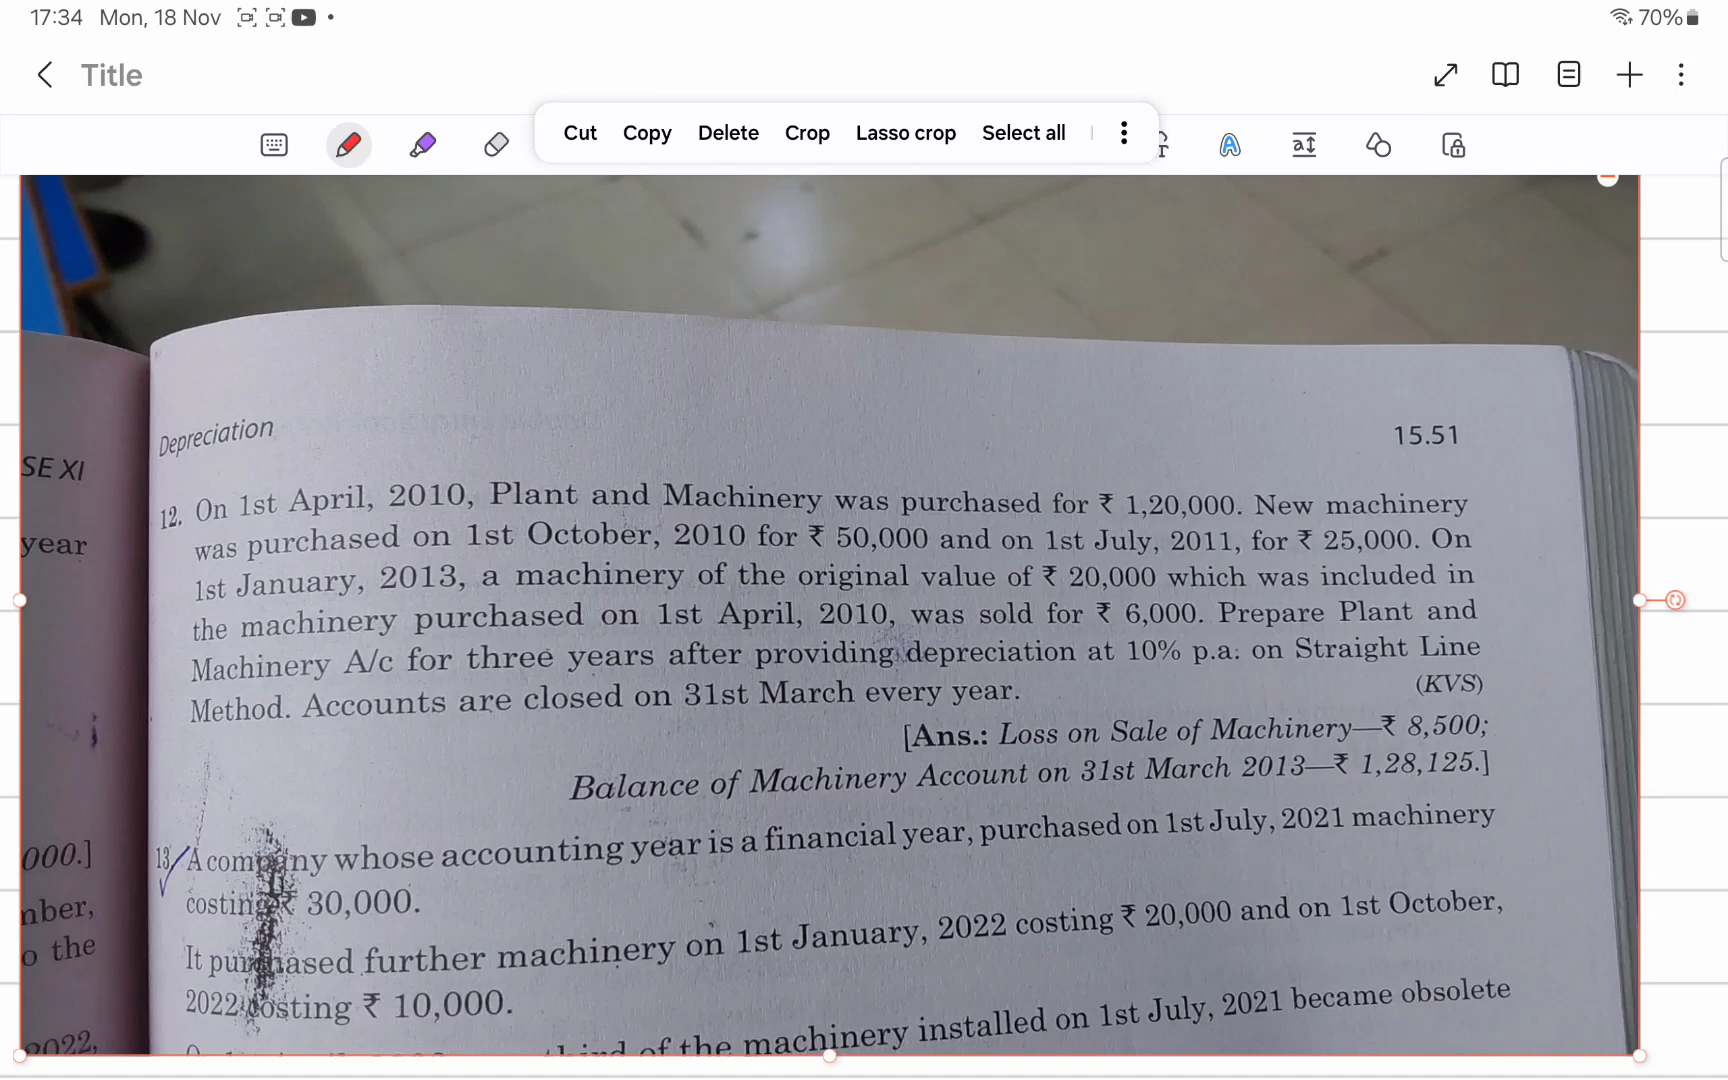 17:34 Mon, 18 Nov
70%
Title
Cut Copy Delete Crop Lasso crop Select all
Depreciation
15.51
SE XI
year
000.]
nber,
o the
2022,
12. On 1st April, 2010, Plant and Machinery was purchased for ₹ 1,20,000. New machinery
was purchased on 1st October, 2010 for ₹ 50,000 and on 1st July, 2011, for ₹ 25,000. On
1st January, 2013, a machinery of the original value of ₹ 20,000 which was included in
the machinery purchased on 1st April, 2010, was sold for ₹ 6,000. Prepare Plant and
Machinery A/c for three years after providing depreciation at 10% p.a. on Straight Line
Method. Accounts are closed on 31st March every year. (KVS)
[Ans.: Loss on Sale of Machinery—₹ 8,500;
Balance of Machinery Account on 31st March 2013—₹ 1,28,125.]
13. A company whose accounting year is a financial year, purchased on 1st July, 2021 machinery
costing ₹ 30,000.
It purchased further machinery on 1st January, 2022 costing ₹ 20,000 and on 1st October,
2022 costing ₹ 10,000.
third of the machinery installed on 1st July, 2021 became obsolete